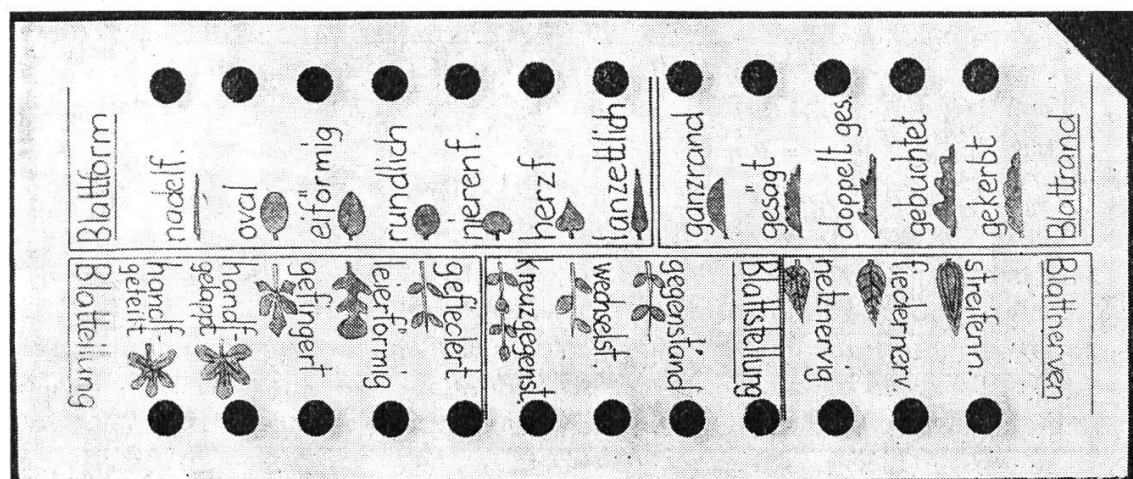 Blattform
nadelf.
oval
eiförmig
rundlich
nierenf.
herzf.
lanzettlich
ganzrand
gesägt
doppelt ges.
gebuchtet
gekerbt
Blattrand
Blatteilung
handf.
geteilt
handf.
gelappt
gefingert
leierförmig
gefiedert
kreuzgegenst.
wechselst
gegenständ
Blattstellung
netznervig
fiedernerv
streifenn.
Blattnerven